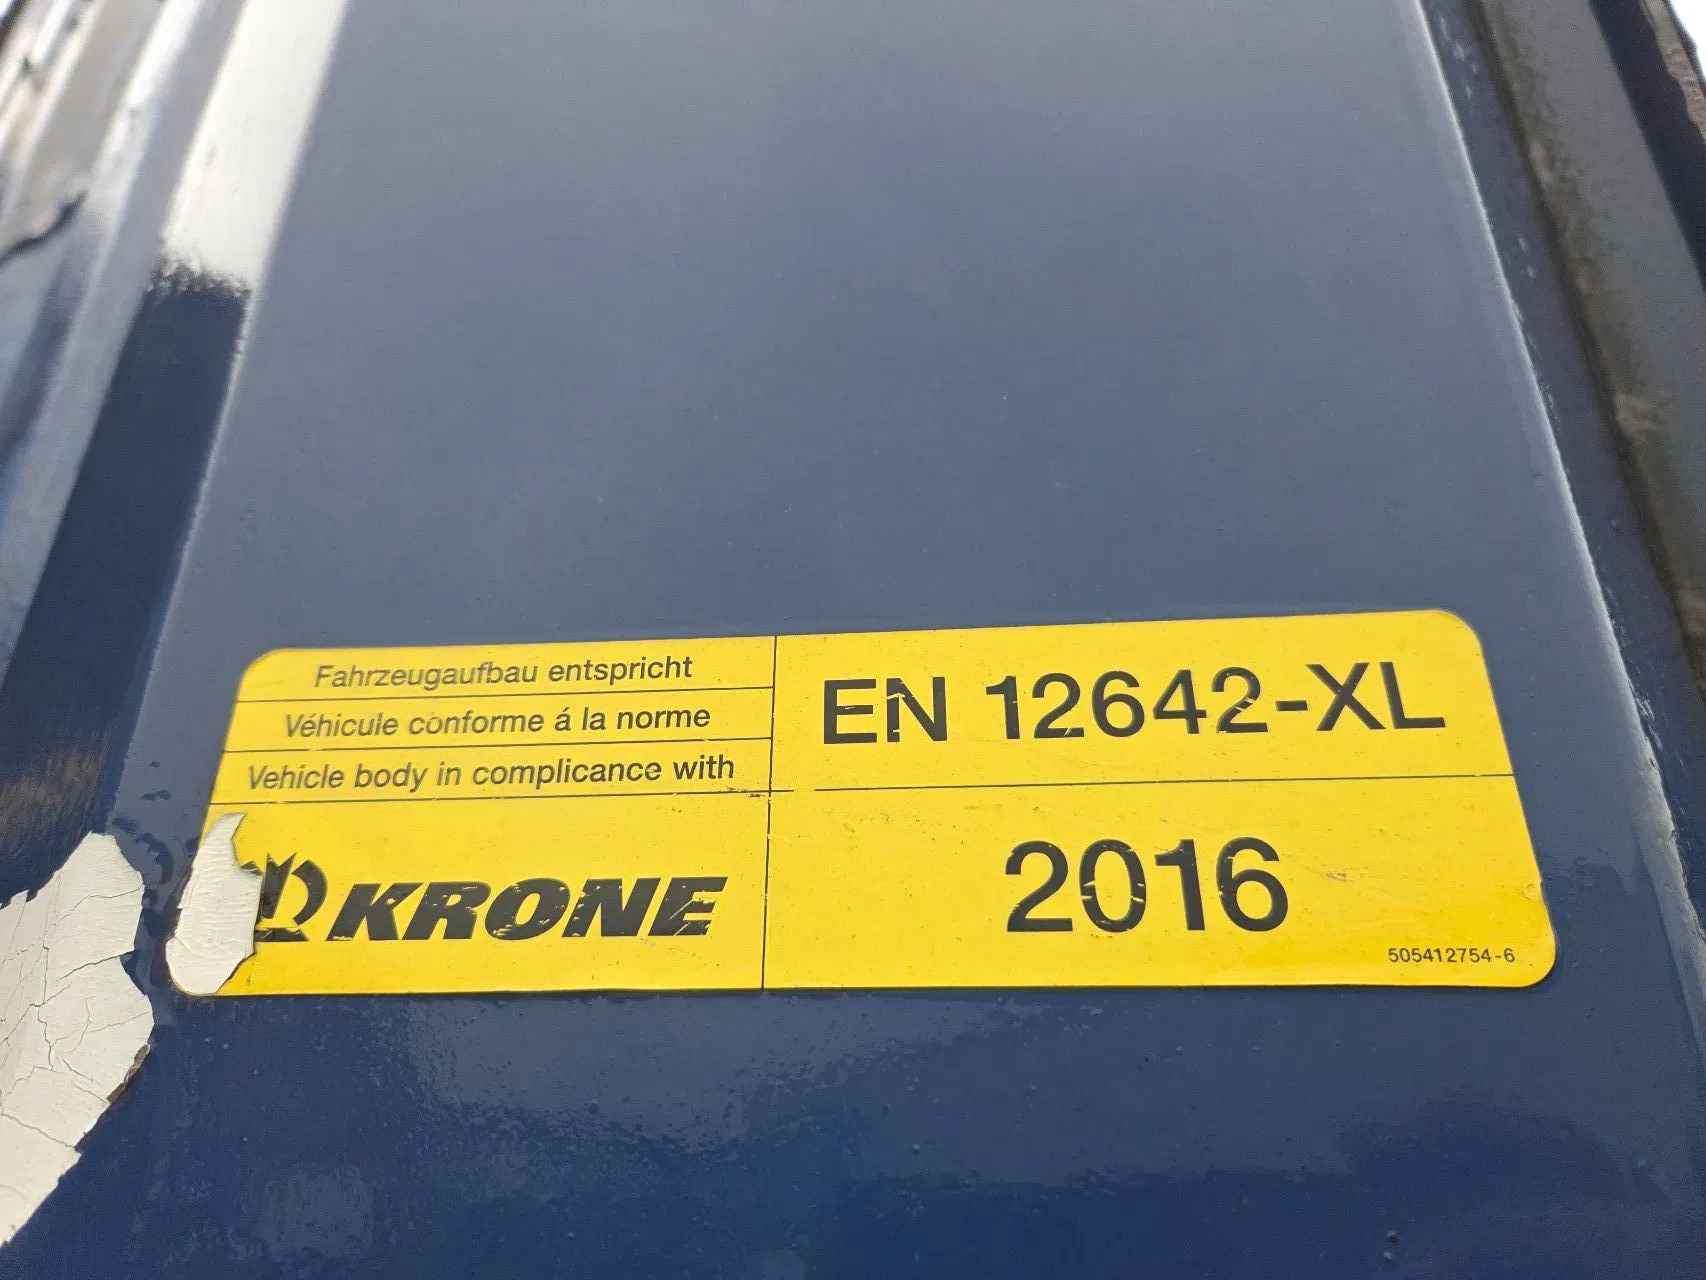 Fahrzeugaufbau entspricht
Véhicule conforme á la norme
Vehicle body in complicance with
EN 12642-XL
KRONE
2016
505412754-6